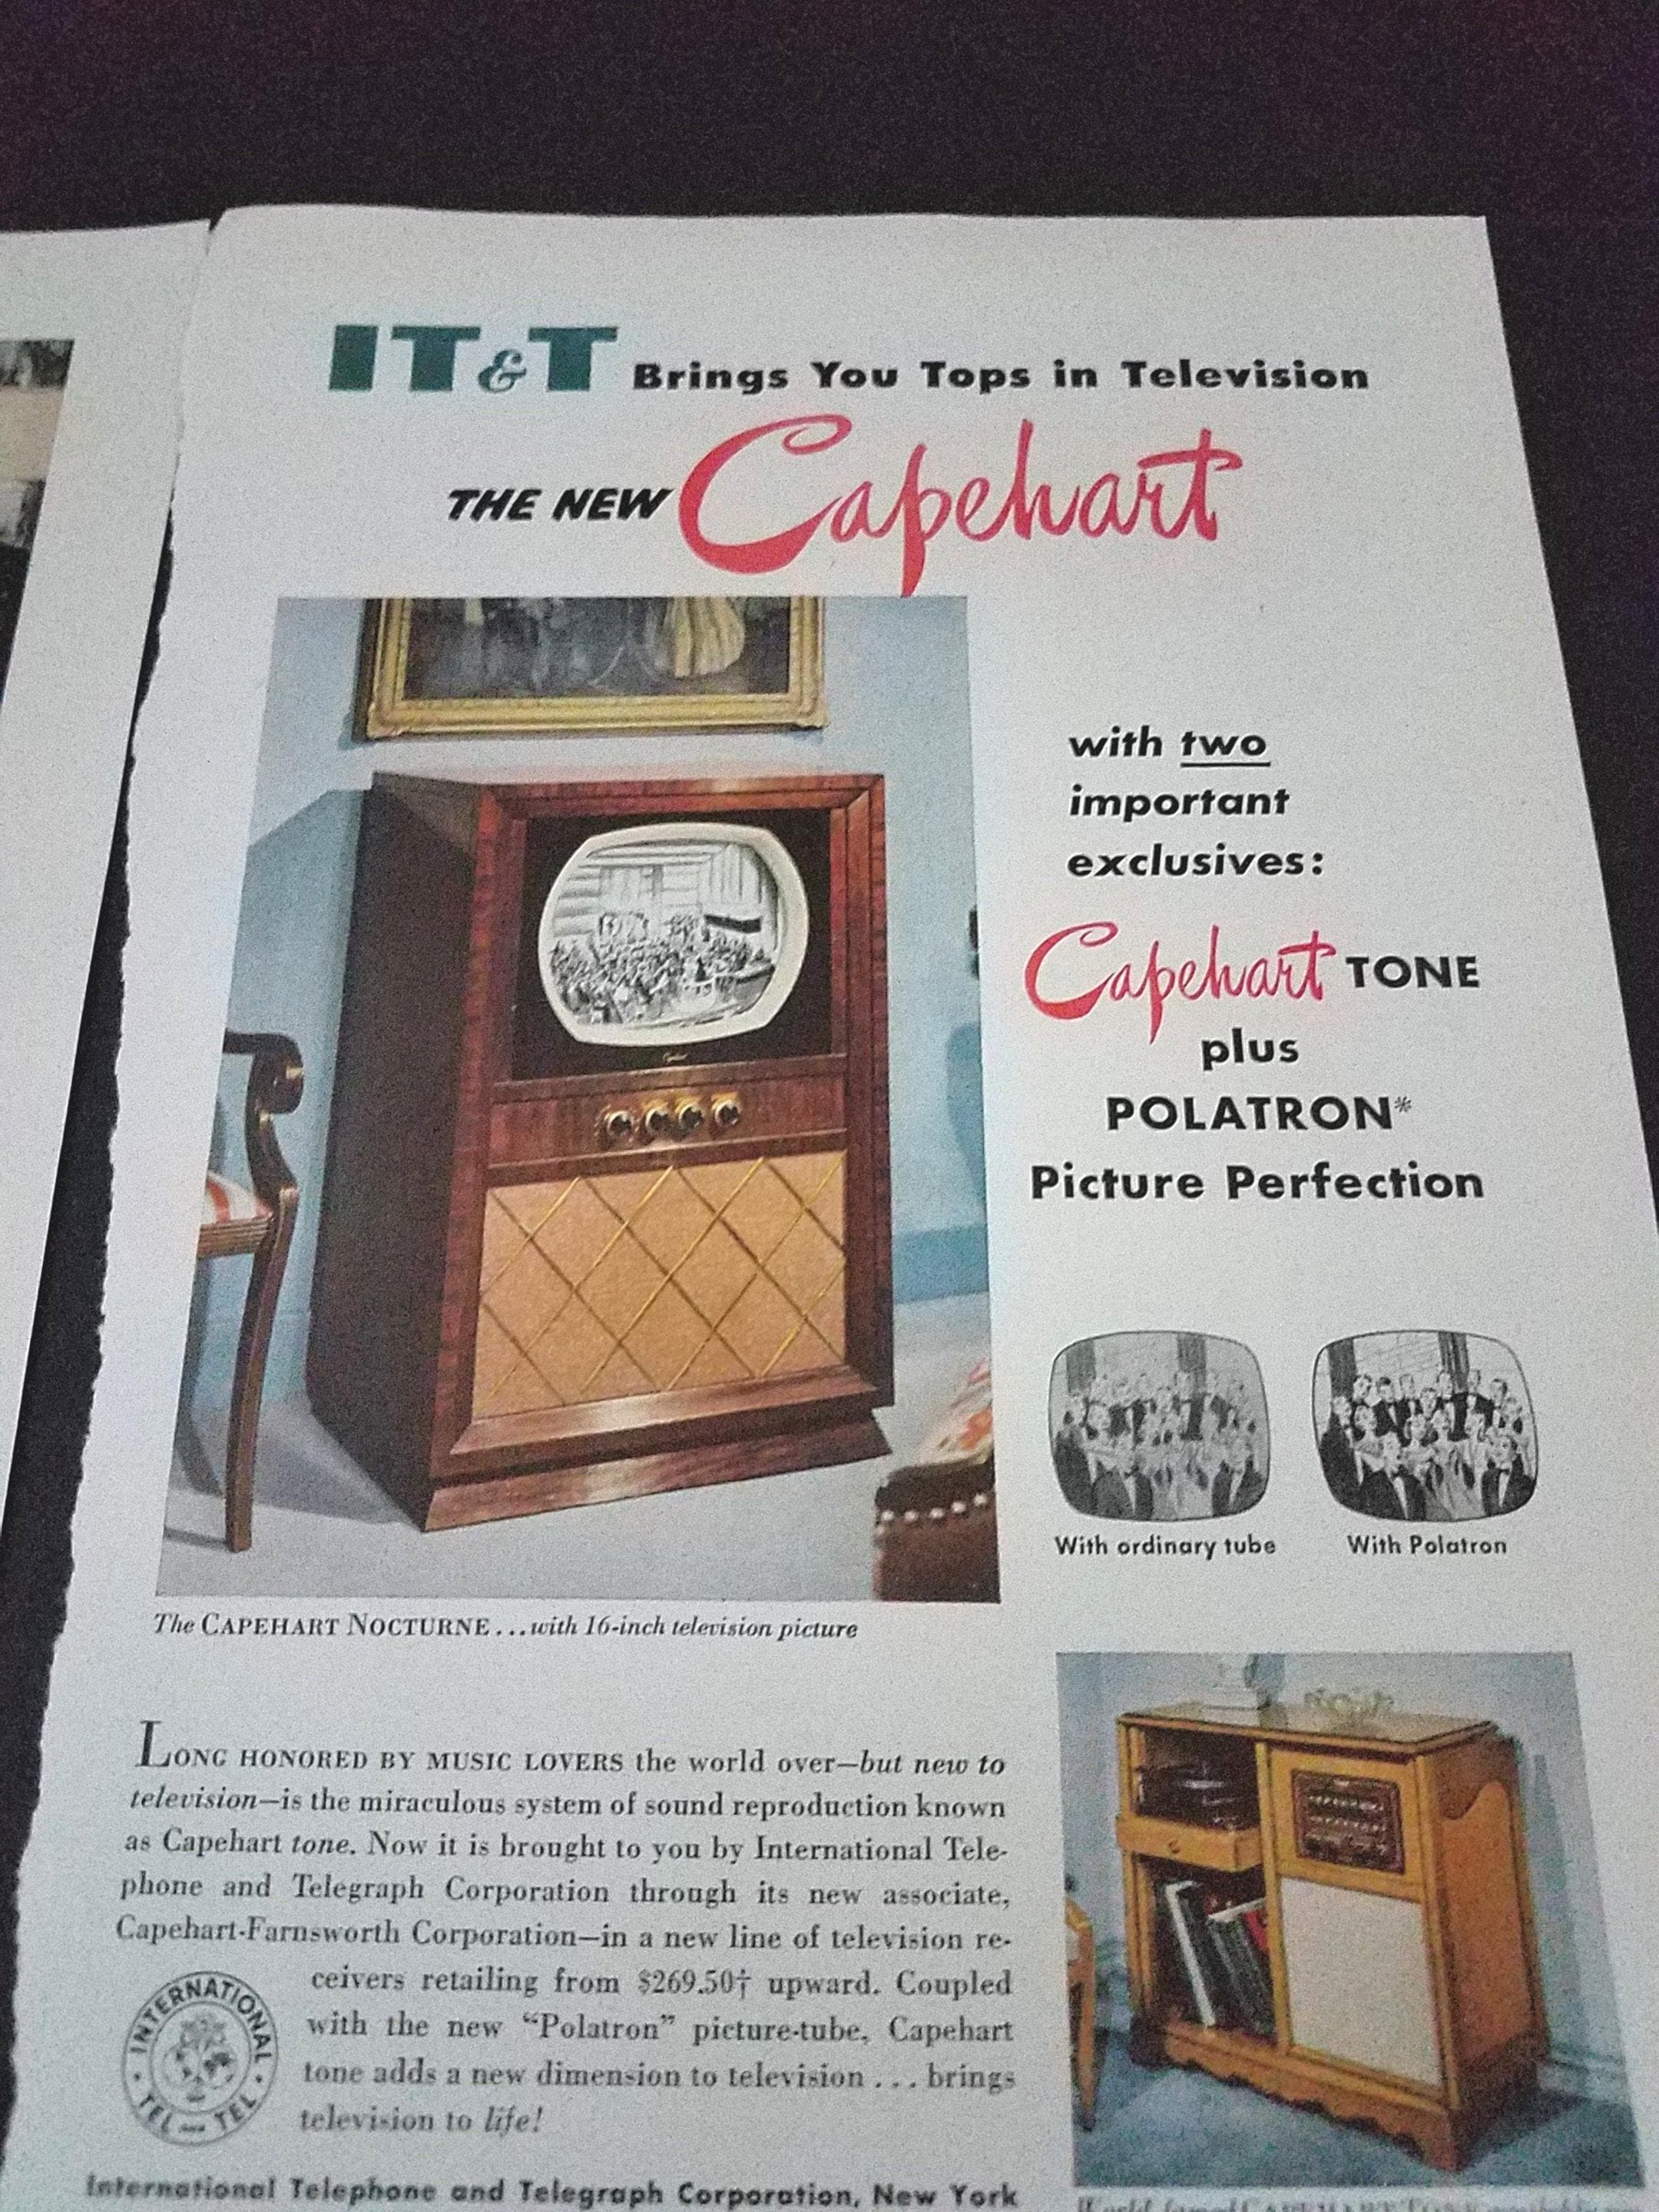 IT&T Brings You Tops in Television
THE NEW Capehart
with two
important
exclusives:
Capehart TONE
plus
POLATRON*
Picture Perfection
With ordinary tube
With Polatron
The CAPEHART NOCTURNE...with 16-inch television picture
LONG HONORED BY MUSIC LOVERS the world over—but new to
television—is the miraculous system of sound reproduction known
as Capehart tone. Now it is brought to you by International Tele-
phone and Telegraph Corporation through its new associate,
Capehart-Farnsworth Corporation—in a new line of television re-
ceivers retailing from $269.50† upward. Coupled
with the new "Polatron" picture-tube, Capehart
tone adds a new dimension to television ... brings
television to life!
INTERNATIONAL
TEL AND TEL
International Telephone and Telegraph Corporation, New York